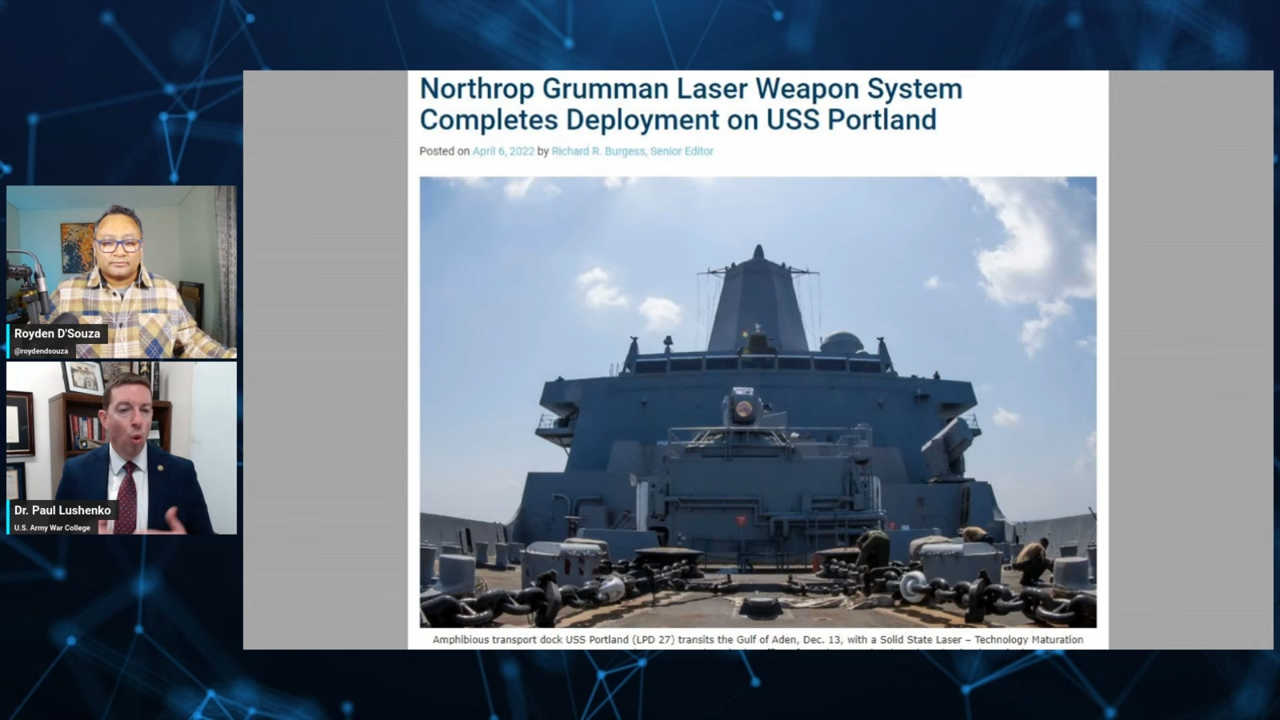 Northrop Grumman Laser Weapon System
Completes Deployment on USS Portland
Posted on April 6, 2022 by Richard R. Burgess, Senior Editor
Royden D'Souza
@roydendsouza
Dr. Paul Lushenko
U.S. Army War College
Amphibious transport dock USS Portland (LPD 27) transits the Gulf of Aden, Dec. 13, with a Solid State Laser – Technology Maturation